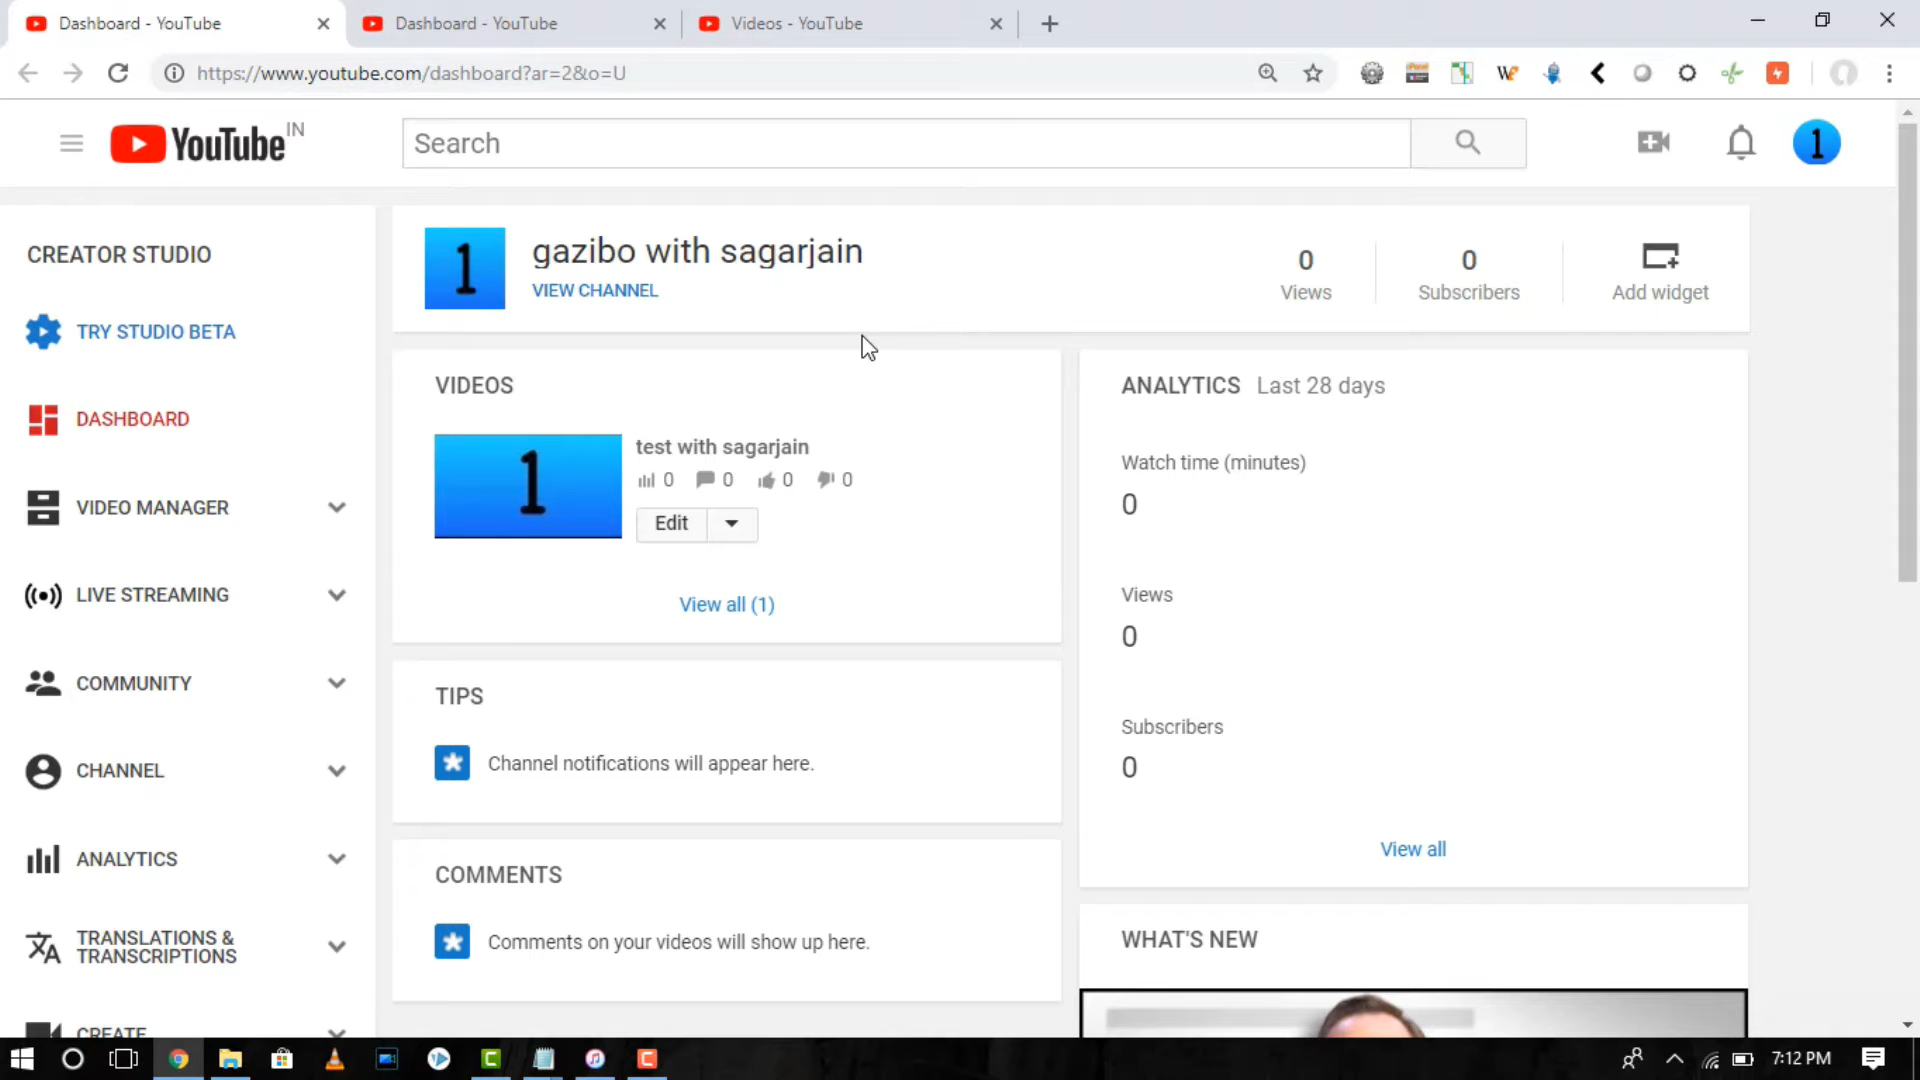 Dashboard - YouTube
Dashboard - YouTube
Videos - YouTube
https://www.youtube.com/dashboard?ar=2&o=U
YouTube IN
Search
1
CREATOR STUDIO
TRY STUDIO BETA
DASHBOARD
VIDEO MANAGER
LIVE STREAMING
COMMUNITY
CHANNEL
ANALYTICS
TRANSLATIONS &
TRANSCRIPTIONS
CREATE
1
gazibo with sagarjain
VIEW CHANNEL
0
Views
0
Subscribers
Add widget
VIDEOS
1
test with sagarjain
0 0 0 0
Edit
View all (1)
TIPS
Channel notifications will appear here.
COMMENTS
Comments on your videos will show up here.
ANALYTICS Last 28 days
Watch time (minutes)
0
Views
0
Subscribers
0
View all
WHAT'S NEW
7:12 PM